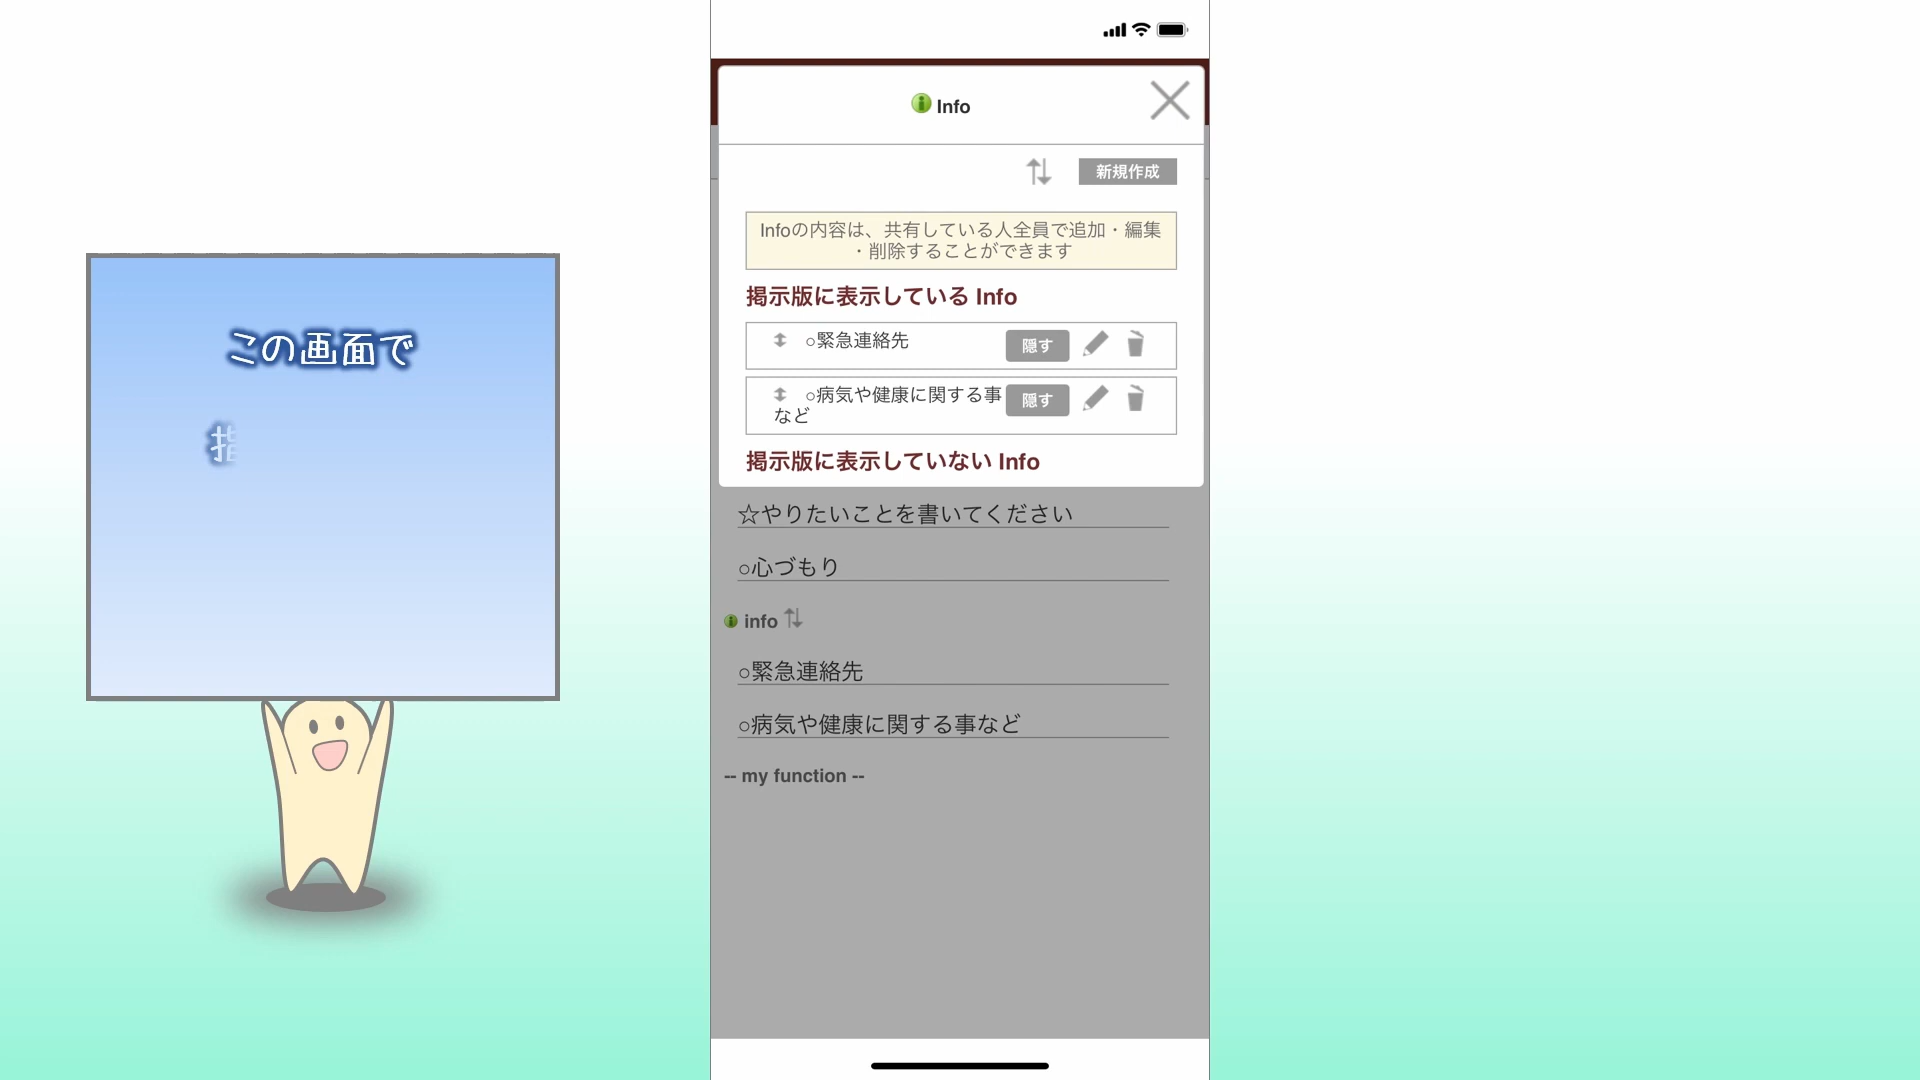 この画面で
Info
新規作成
Infoの内容は、共有している人全員で追加・編集
・削除することができます
掲示版に表示している Info
○緊急連絡先
隠す
○病気や健康に関する事
など
隠す
掲示版に表示していない Info
☆やりたいことを書いてください
○心づもり
info
○緊急連絡先
○病気や健康に関する事など
-- my function --